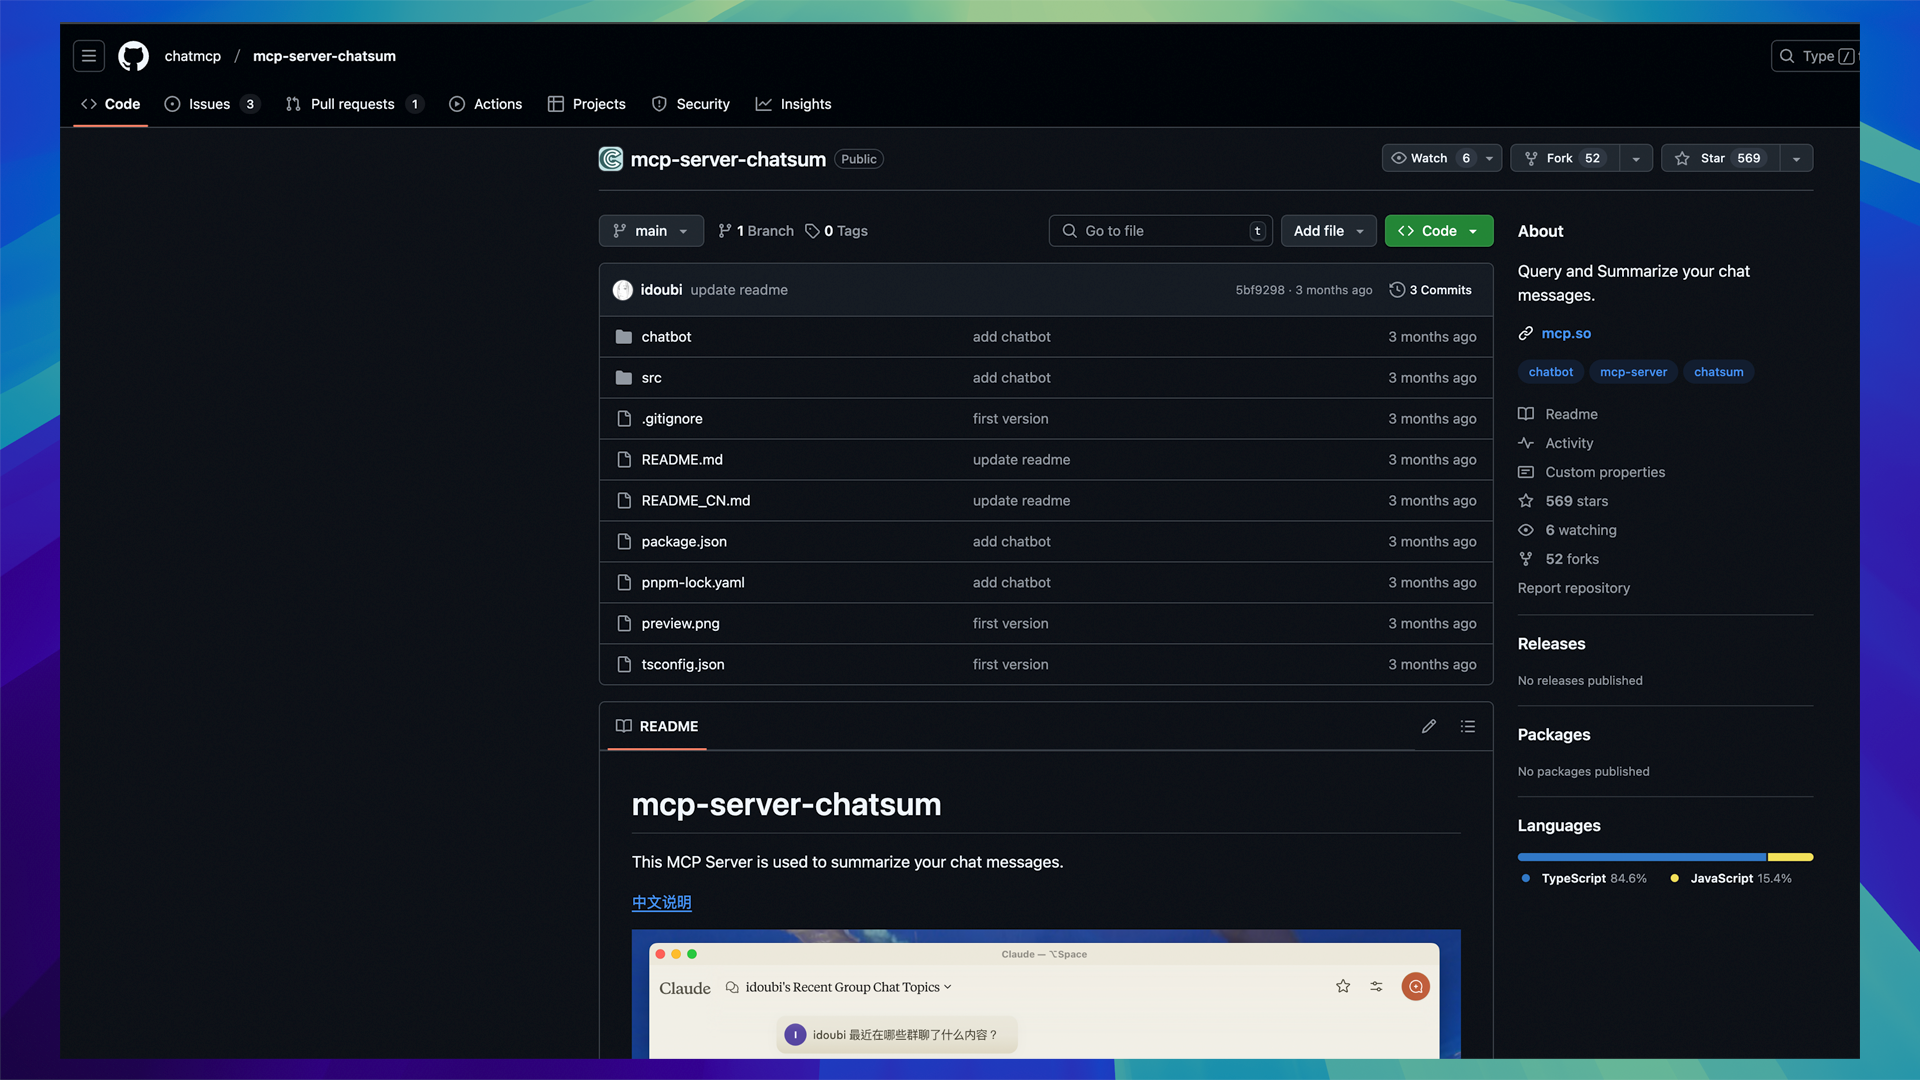 chatmcp / mcp-server-chatsum
Type /
Code
Issues 3
Pull requests 1
Actions
Projects
Security
Insights
mcp-server-chatsum Public
Watch 6
Fork 52
Star 569
main
1 Branch
0 Tags
Go to file t
Add file
Code
idoubi update readme 5bf9298 · 3 months ago 3 Commits
chatbot add chatbot 3 months ago
src add chatbot 3 months ago
.gitignore first version 3 months ago
README.md update readme 3 months ago
README_CN.md update readme 3 months ago
package.json add chatbot 3 months ago
pnpm-lock.yaml add chatbot 3 months ago
preview.png first version 3 months ago
tsconfig.json first version 3 months ago
README
mcp-server-chatsum
This MCP Server is used to summarize your chat messages.
中文说明
Claude — ⌥Space
Claude idoubi's Recent Group Chat Topics
I idoubi 最近在哪些群聊了什么内容？
About
Query and Summarize your chat
messages.
mcp.so
chatbot mcp-server chatsum
Readme
Activity
Custom properties
569 stars
6 watching
52 forks
Report repository
Releases
No releases published
Packages
No packages published
Languages
TypeScript 84.6% JavaScript 15.4%